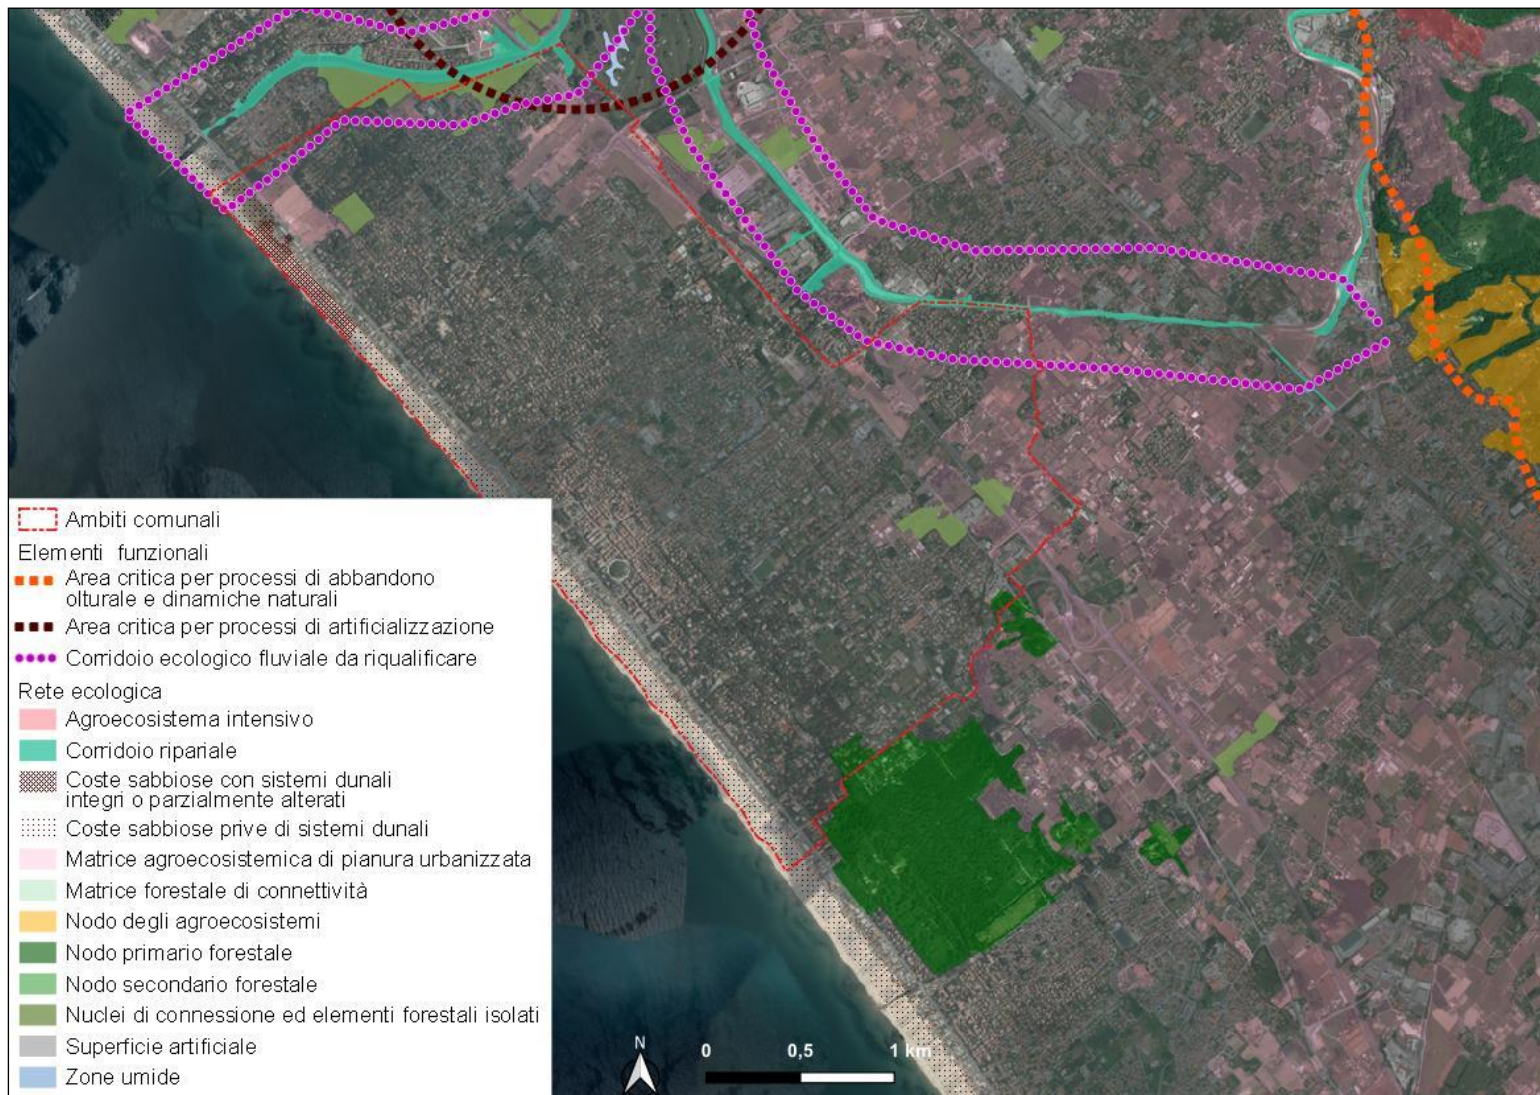 Ambiti comunali
Elementi funzionali
Area critica per processi di abbandono
olturale e dinamiche naturali
Area critica per processi di artificializzazione
Corridoio ecologico fluviale da riqualificare
Rete ecologica
Agroecosistema intensivo
Corridoio ripariale
Coste sabbiose con sistemi dunali
integri o parzialmente alterati
Coste sabbiose prive di sistemi dunali
Matrice agroecosistemica di pianura urbanizzata
Matrice forestale di connettività
Nodo degli agroecosistemi
Nodo primario forestale
Nodo secondario forestale
Nuclei di connessione ed elementi forestali isolati
Superficie artificiale
Zone umide
N
0 0,5 1 km